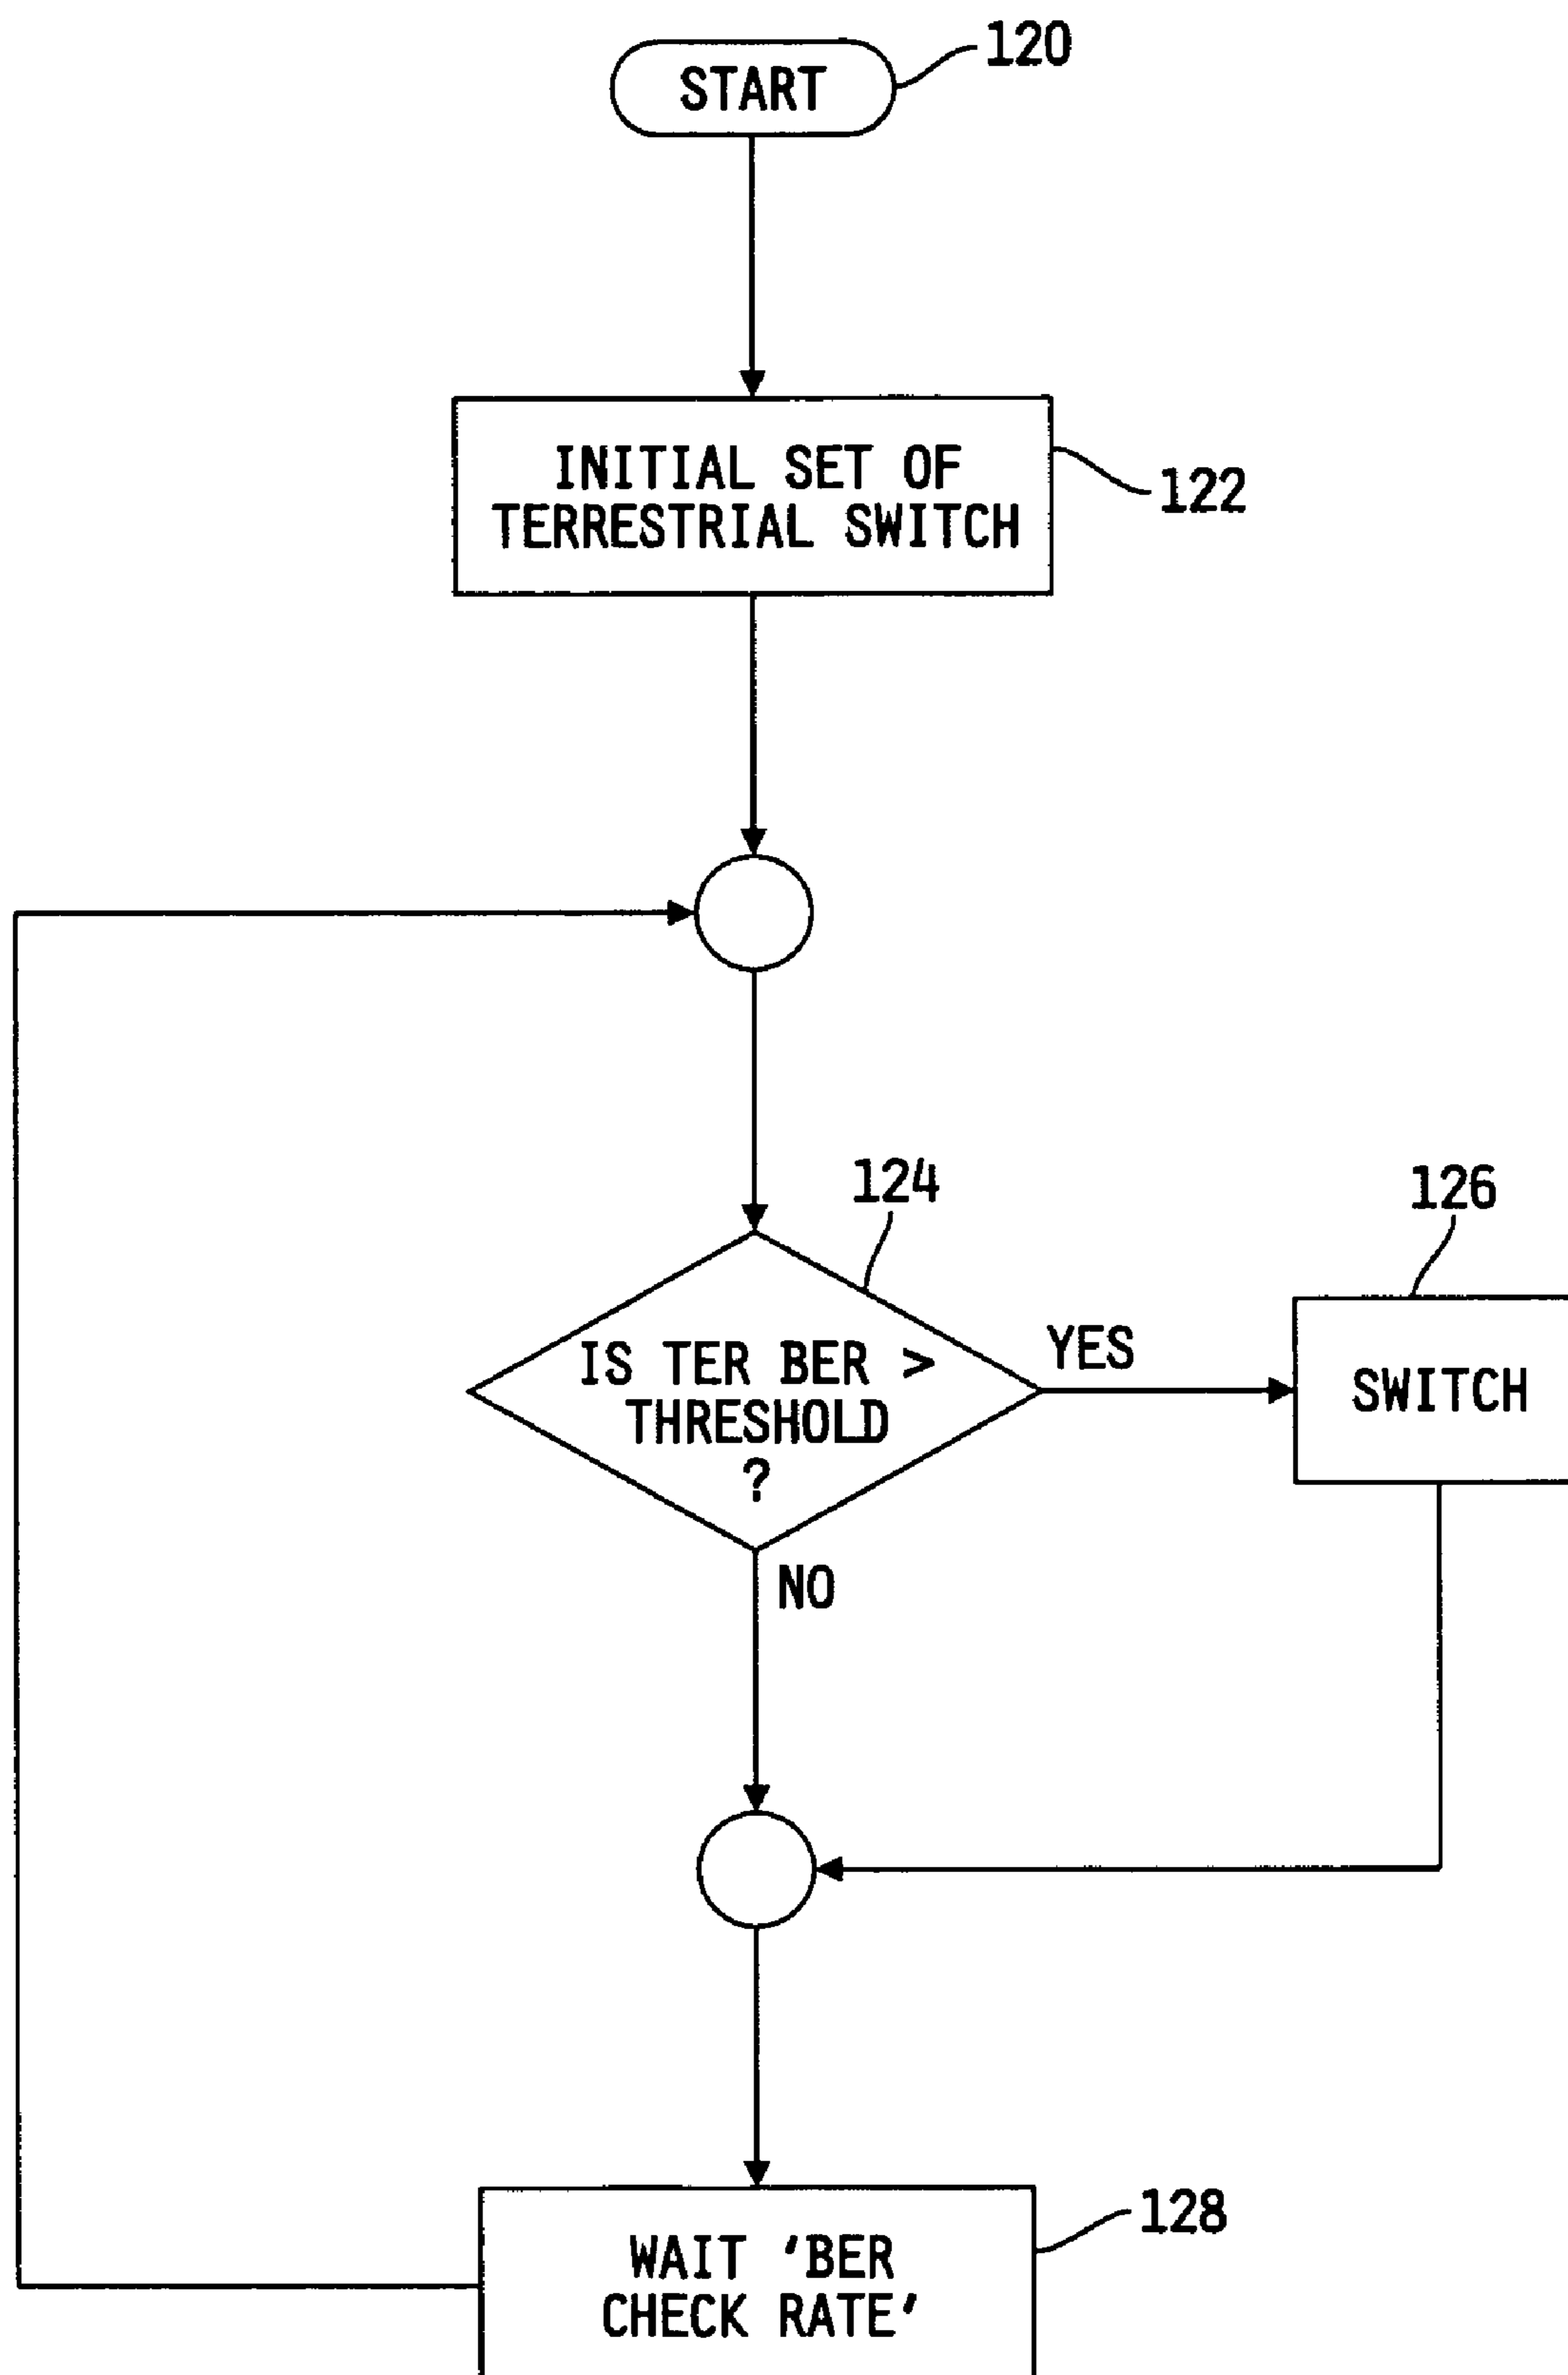 START
120
INITIAL SET OF
TERRESTRIAL SWITCH
122
124
126
IS TER BER >
THRESHOLD
?
YES
SWITCH
NO
128
WAIT 'BER
CHECK RATE'